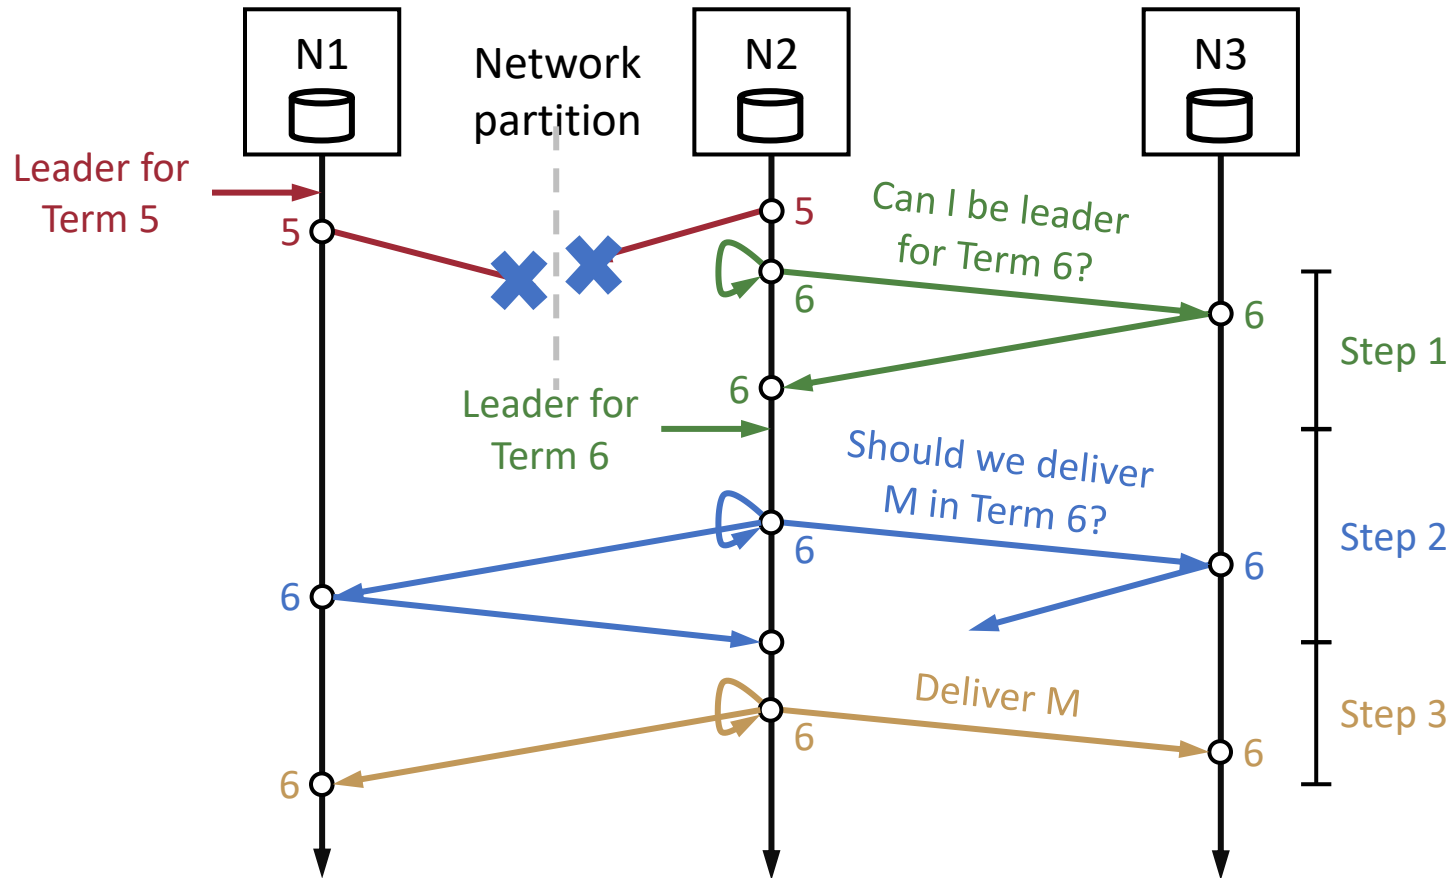 N1
Network
partition
N2
N3
Leader for
Term 5
5
5
Can I be leader
for Term 6?
6
6
Step 1
6
Leader for
Term 6
Should we deliver
M in Term 6?
6
6
Step 2
6
Deliver M
6
6
Step 3
6